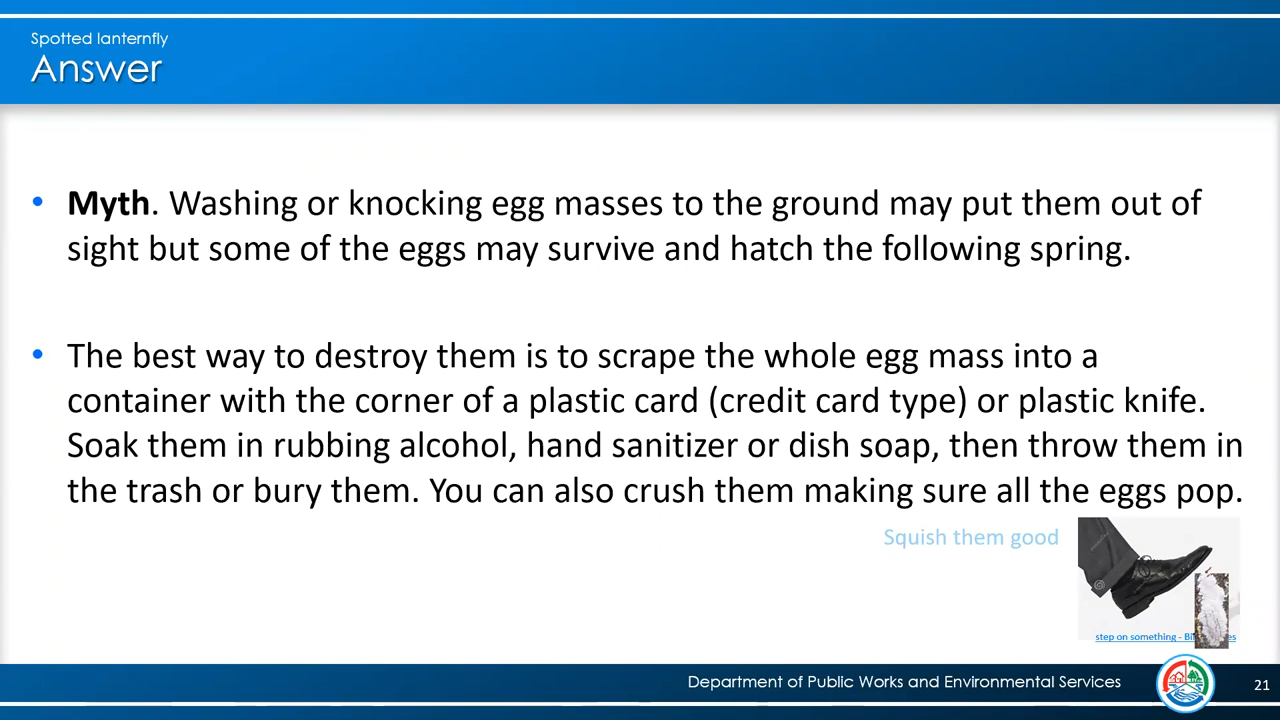 Spotted lanternfly
Answer
• Myth. Washing or knocking egg masses to the ground may put them out of
sight but some of the eggs may survive and hatch the following spring.
• The best way to destroy them is to scrape the whole egg mass into a
container with the corner of a plastic card (credit card type) or plastic knife.
Soak them in rubbing alcohol, hand sanitizer or dish soap, then throw them in
the trash or bury them. You can also crush them making sure all the eggs pop.
Squish them good
step on something -
Department of Public Works and Environmental Services
21